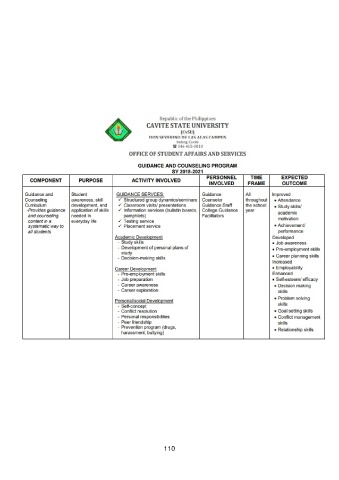 Republic of the Philippines
CAVITE STATE UNIVERSITY
(CvSU)
DON SEVERINO DE LAS ALAS CAMPUS
Indang, Cavite
☎ 046-415-0013
OFFICE OF STUDENT AFFAIRS AND SERVICES
GUIDANCE AND COUNSELING PROGRAM
SY 2018-2021
COMPONENT PURPOSE ACTIVITY INVOLVED PERSONNEL INVOLVED TIME FRAME EXPECTED OUTCOME
Guidance and
Counseling
Curriculum
-Provides guidance
and counseling
content in a
systematic way to
all students
Student
awareness, skill
development, and
application of skills
needed in
everyday life
GUIDANCE SERVCES:
✓ Structured group dynamics/seminars
✓ Classroom visits/ presentations
✓ Information services (bulletin boards,
pamphlets)
✓ Testing service
✓ Placement service
Academic Development
- Study skills
- Development of personal plans of
study
- Decision-making skills
Career Development
- Pre-employment skills
- Job preparation
- Career awareness
- Career exploration
Personal/social Development
- Self-concept
- Conflict resolution
- Personal responsibilities
- Peer friendship
- Prevention program (drugs,
harassment, bullying)
Guidance
Counselor
Guidance Staff
College Guidance
Facilitators
All
throughout
the school
year
Improved
• Attendance
• Study skills/
academic
motivation
• Achievement/
performance
Developed
• Job awareness
• Pre-employment skills
• Career planning skills
Increased
• Employability
Enhanced
• Self-esteem/ efficacy
• Decision making
skills
• Problem solving
skills
• Goal setting skills
• Conflict management
skills
• Relationship skills
110